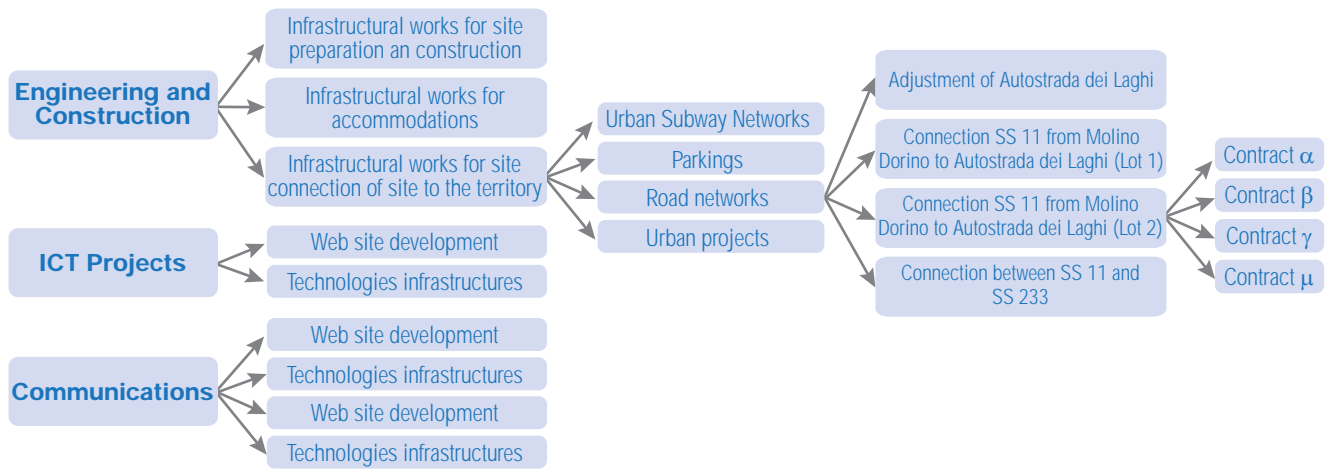 Engineering and
Construction
Infrastructural works for site
preparation an construction
Infrastructural works for
accommodations
Infrastructural works for site
connection of site to the territory
Urban Subway Networks
Parkings
Road networks
Urban projects
Adjustment of Autostrada dei Laghi
Connection SS 11 from Molino
Dorino to Autostrada dei Laghi (Lot 1)
Connection SS 11 from Molino
Dorino to Autostrada dei Laghi (Lot 2)
Connection between SS 11 and
SS 233
Contract α
Contract β
Contract γ
Contract μ
ICT Projects
Web site development
Technologies infrastructures
Communications
Web site development
Technologies infrastructures
Web site development
Technologies infrastructures